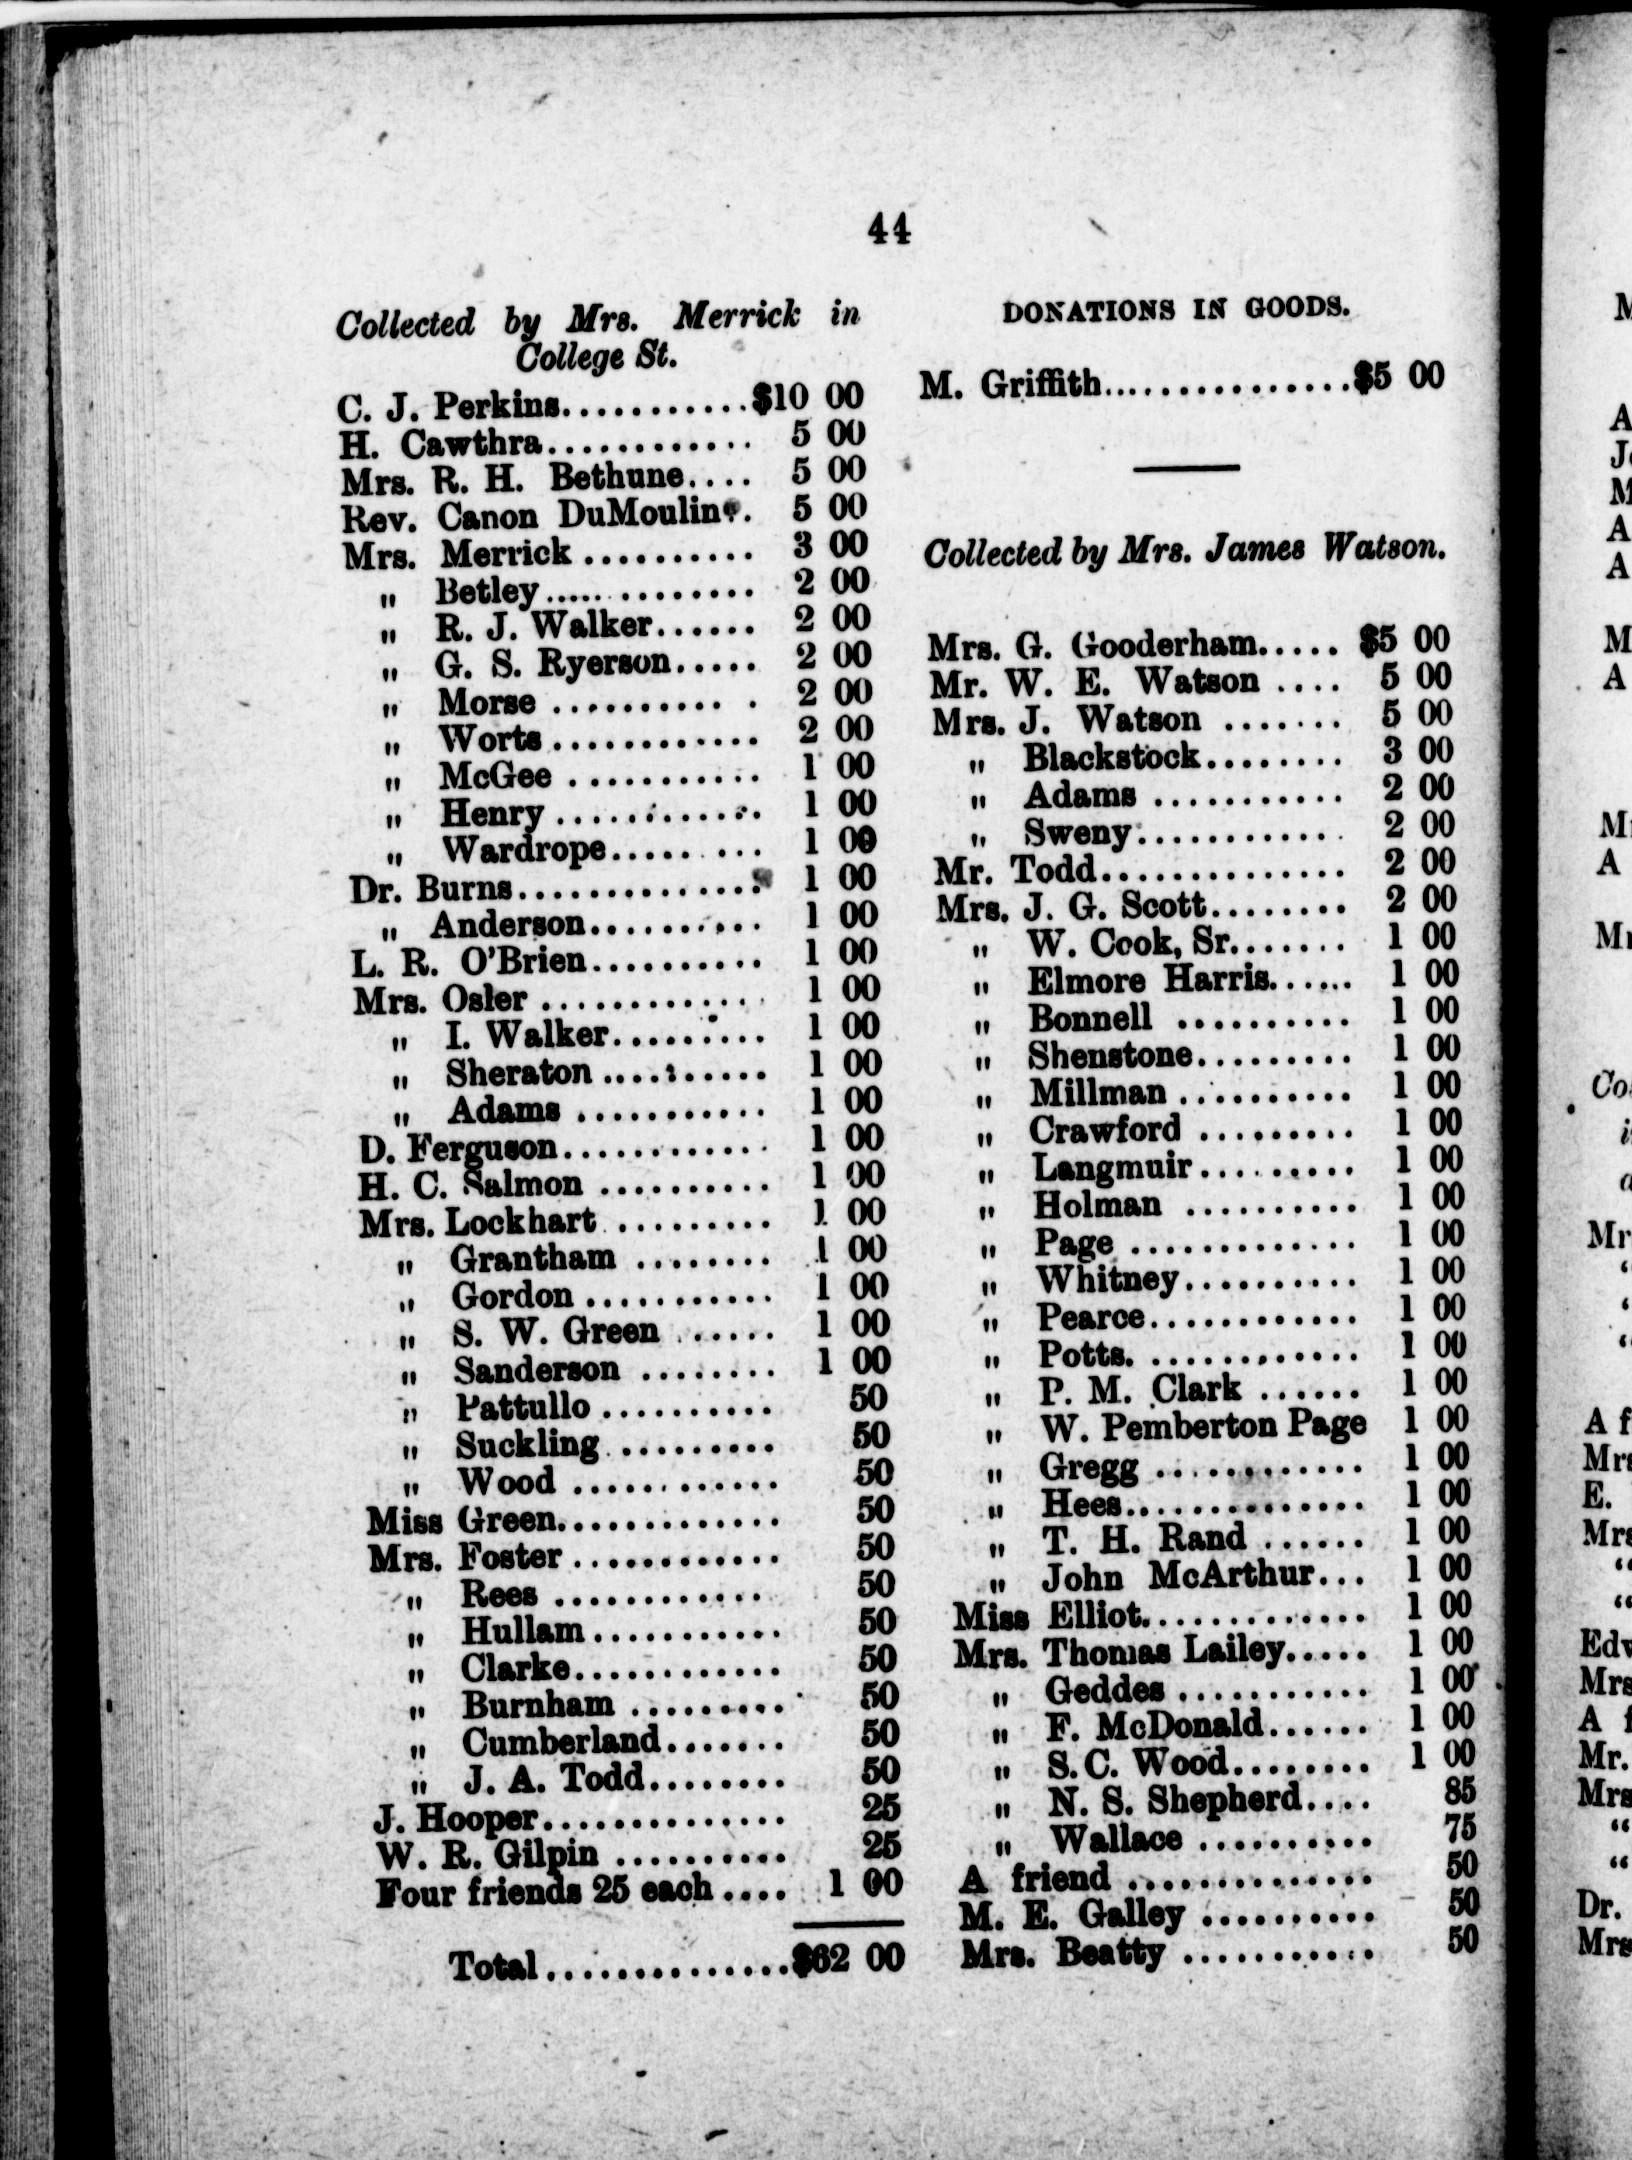 44
Collected by Mrs. Merrick in
College St.
C. J. Perkins...........$10 00
H. Cawthra............ 5 00
Mrs. R. H. Bethune.... 5 00
Rev. Canon DuMoulin. 5 00
Mrs. Merrick .......... 3 00
„ Betley............. 2 00
„ R. J. Walker...... 2 00
„ G. S. Ryerson..... 2 00
„ Morse ........... 2 00
„ Worts............ 2 00
„ McGee ........... 1 00
„ Henry ............ 1 00
„ Wardrope......... 1 00
Dr. Burns.............. 1 00
„ Anderson.......... 1 00
L. R. O'Brien.......... 1 00
Mrs. Osler ............. 1 00
„ I. Walker......... 1 00
„ Sheraton .......... 1 00
„ Adams ........... 1 00
D. Ferguson............ 1 00
H. C. Salmon .......... 1 00
Mrs. Lockhart ......... 1 00
„ Grantham ........ 1 00
„ Gordon ........... 1 00
„ S. W. Green ...... 1 00
„ Sanderson ........ 1 00
„ Pattullo .......... 50
„ Suckling ......... 50
„ Wood ............ 50
Miss Green............. 50
Mrs. Foster ............ 50
„ Rees ............ 50
„ Hullam........... 50
„ Clarke............ 50
„ Burnham ......... 50
„ Cumberland....... 50
„ J. A. Todd........ 50
J. Hooper.............. 25
W. R. Gilpin .......... 25
Four friends 25 each .... 1 00
Total..............$62 00
DONATIONS IN GOODS.
M. Griffith...............$5 00
Collected by Mrs. James Watson.
Mrs. G. Gooderham..... $5 00
Mr. W. E. Watson .... 5 00
Mrs. J. Watson ....... 5 00
„ Blackstock........ 3 00
„ Adams ........... 2 00
„ Sweny............ 2 00
Mr. Todd.............. 2 00
Mrs. J. G. Scott........ 2 00
„ W. Cook, Sr....... 1 00
„ Elmore Harris...... 1 00
„ Bonnell .......... 1 00
„ Shenstone......... 1 00
„ Millman .......... 1 00
„ Crawford ......... 1 00
„ Langmuir......... 1 00
„ Holman .......... 1 00
„ Page ............. 1 00
„ Whitney.......... 1 00
„ Pearce............ 1 00
„ Potts. ............ 1 00
„ P. M. Clark ...... 1 00
„ W. Pemberton Page 1 00
„ Gregg ............ 1 00
„ Hees.............. 1 00
„ T. H. Rand ...... 1 00
„ John McArthur... 1 00
Miss Elliot............. 1 00
Mrs. Thomas Lailey..... 1 00
„ Geddes ........... 1 00
„ F. McDonald...... 1 00
„ S. C. Wood........ 1 00
„ N. S. Shepherd.... 85
„ Wallace .......... 75
A friend .............. 50
M. E. Galley .......... 50
Mrs. Beatty ........... 50